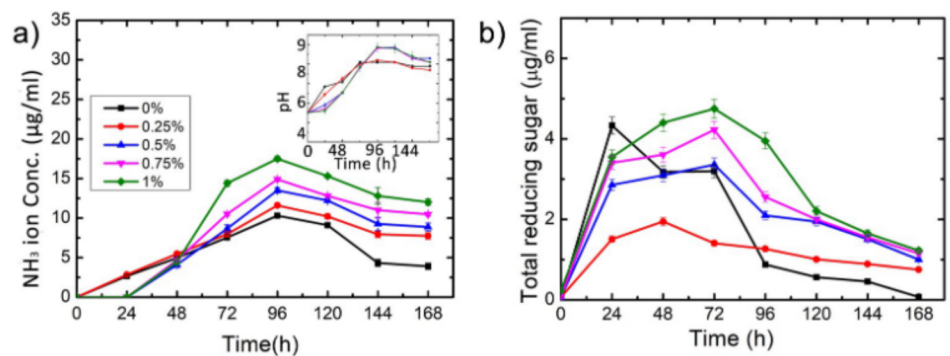 a)
NH₃ ion Conc. (µg/ml)
35
30
25
20
15
10
5
0
0%
0.25%
0.5%
0.75%
1%
0 24 48 72 96 120 144 168
Time(h)
pH
9
8
6
5
4
0 48 96 144
Time (h)
b)
Total reducing sugar (µg/ml)
6
4
2
0
0 24 48 72 96 120 144 168
Time (h)